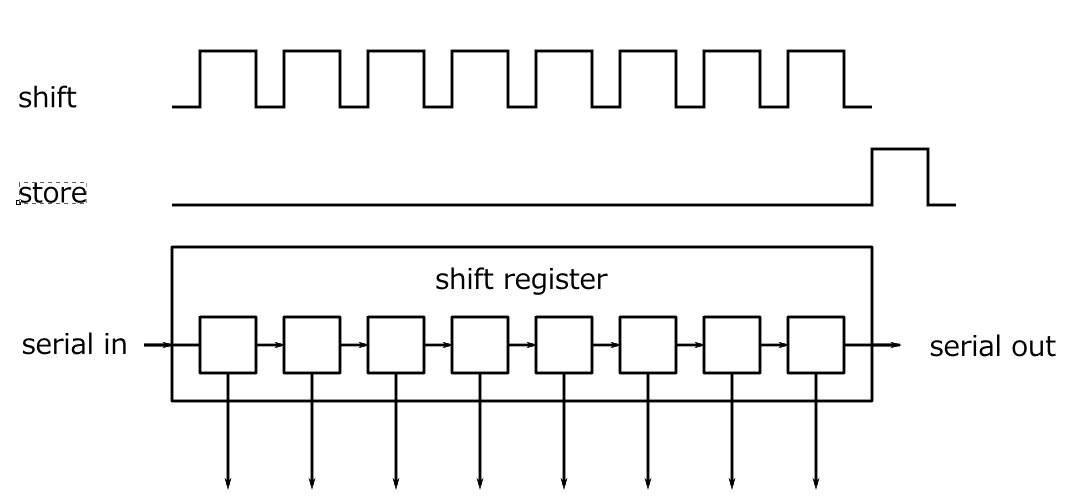 shift
store
shift register
serial in
serial out